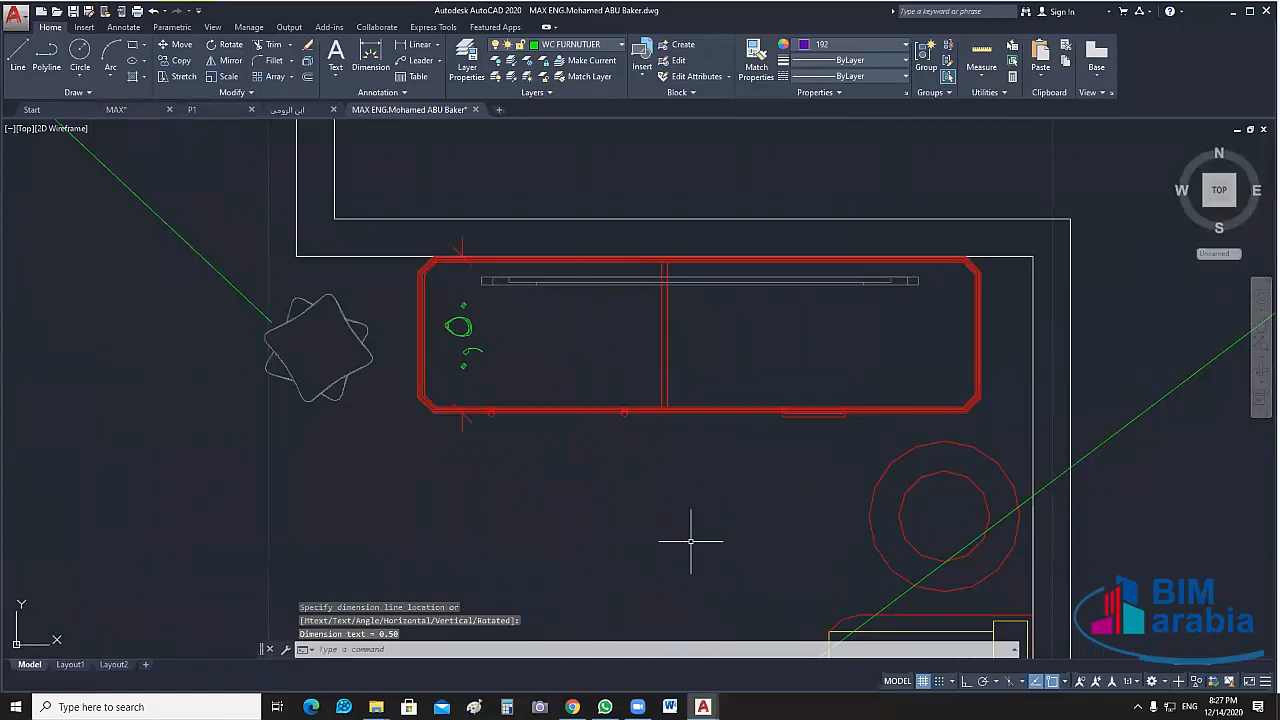 Autodesk AutoCAD 2020 MAX ENG.Mohamed ABU Baker.dwg
Type a keyword or phrase
Sign In
Home Insert Annotate Parametric View Manage Output Add-ins Collaborate Express Tools Featured Apps
Line Polyline Circle Arc
Move Rotate Trim
Copy Mirror Fillet
Stretch Scale Array
Text Dimension
Linear
Leader
Table
Layer Properties
WC FURNUTUER
Make Current
Match Layer
Insert
Create
Edit
Edit Attributes
Match Properties
192
ByLayer
ByLayer
Group
Measure
Paste
Base
Draw Modify Annotation Layers Block Properties Groups Utilities Clipboard View
Start MAX* P1 ابن الرومي MAX ENG.Mohamed ABU Baker*
[−][Top][2D Wireframe]
N
W TOP E
S
Unnamed
Specify dimension line location or
[Mtext/Text/Angle/Horizontal/Vertical/Rotated]:
Dimension text = 0.50
Type a command
Y
X
BIM
arabia
Model Layout1 Layout2
MODEL
1:1
Type here to search
ENG
8:27 PM
12/14/2020